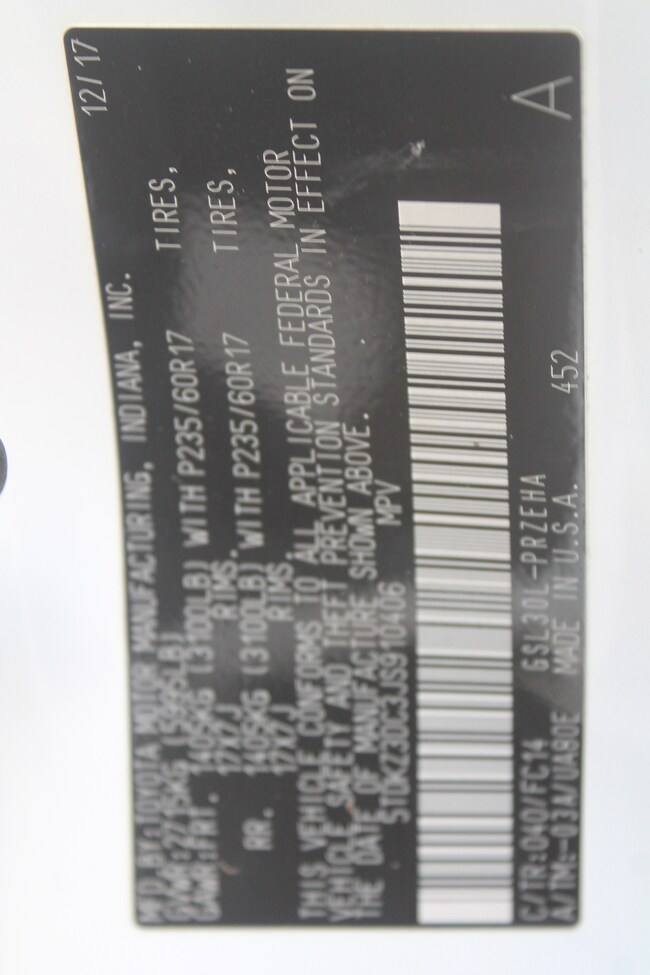 MFD.BY:TOYOTA MOTOR MANUFACTURING, INDIANA, INC. 12/17
GVWR:2715KG (5995LB)
GAWR:FRT. 1405KG (3100LB) WITH P235/60R17 TIRES,
17X7J RIMS.
RR. 1405KG (3100LB) WITH P235/60R17 TIRES,
17X7J RIMS.
THIS VEHICLE CONFORMS TO ALL APPLICABLE FEDERAL MOTOR
VEHICLE SAFETY AND THEFT PREVENTION STANDARDS IN EFFECT ON
THE DATE OF MANUFACTURE SHOWN ABOVE.
5TDKZ3DC3JS910406 MPV
C/TR:040/FC14 GSL30L-PRZEHA
A/TM:-03A/UA90E MADE IN U.S.A. 452 A